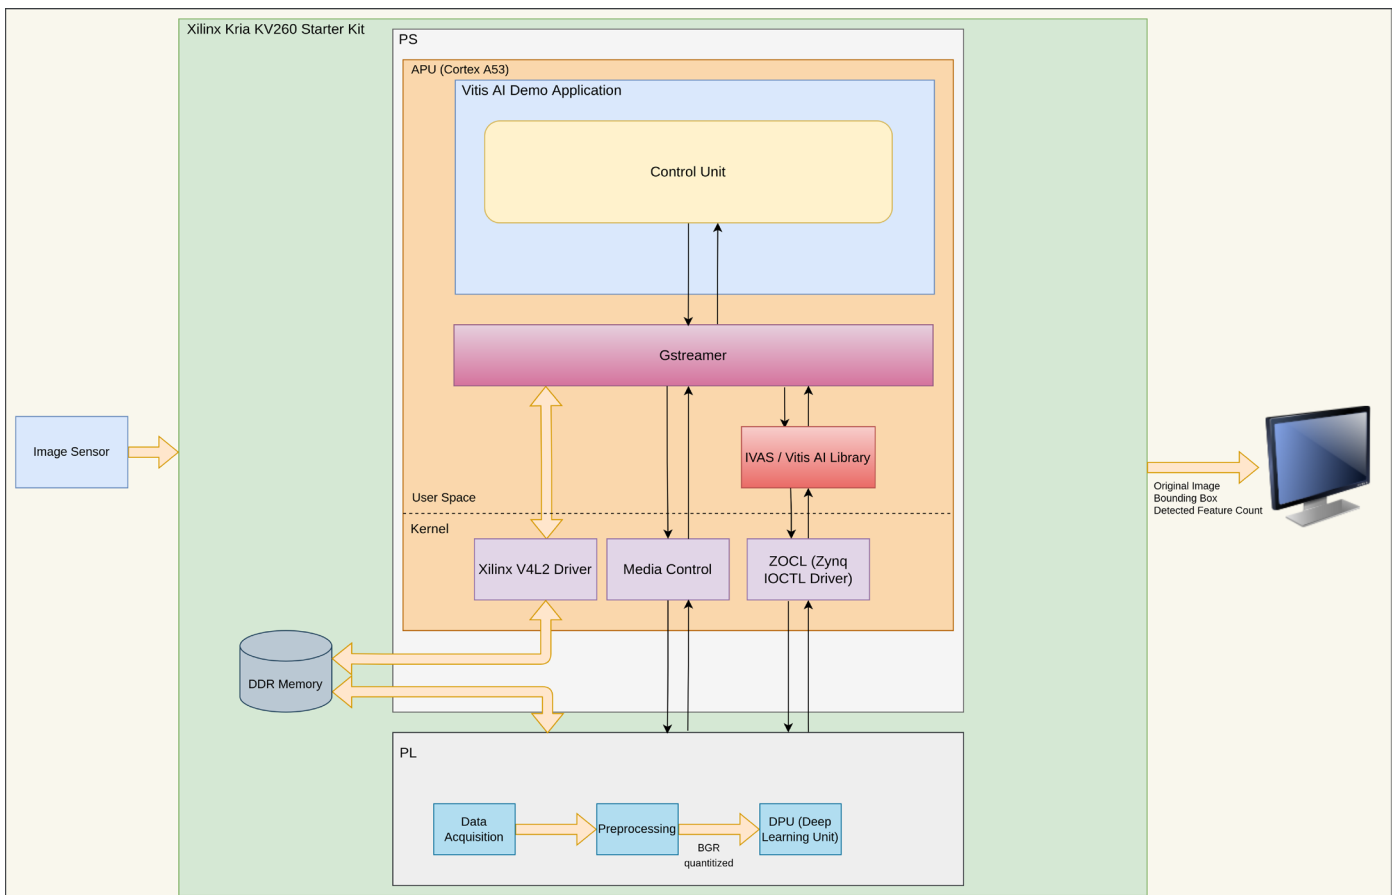 Xilinx Kria KV260 Starter Kit
PS
APU (Cortex A53)
Vitis AI Demo Application
Control Unit
Gstreamer
Image Sensor
IVAS / Vitis AI Library
Original Image
Bounding Box
Detected Feature Count
User Space
Kernel
Xilinx V4L2 Driver
Media Control
ZOCL (Zynq
IOCTL Driver)
DDR Memory
PL
Data
Acquisition
Preprocessing
BGR
quantitized
DPU (Deep
Learning Unit)